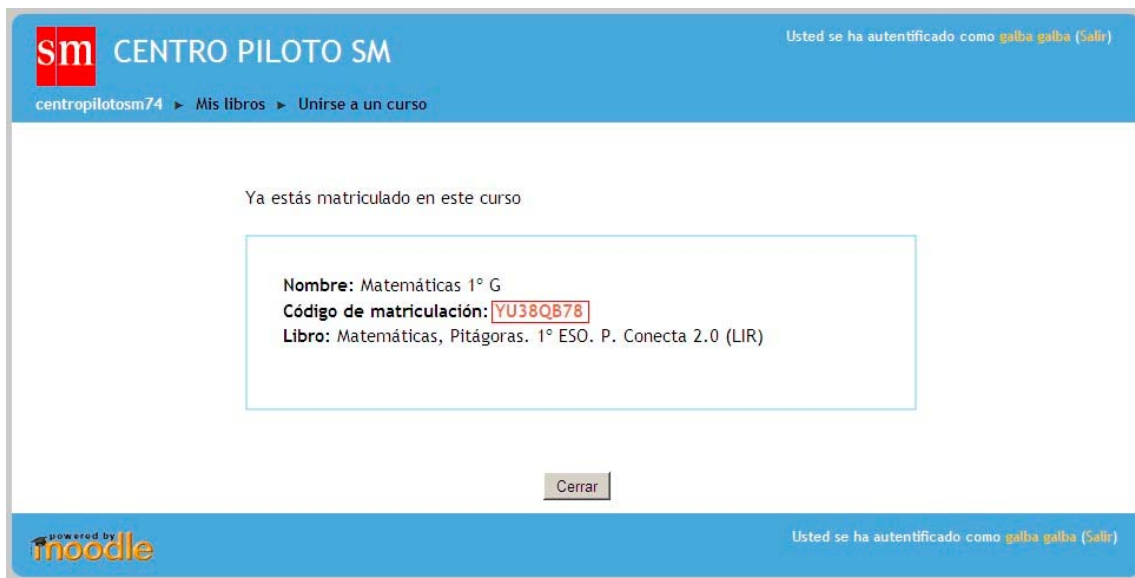 Usted se ha autentificado como galba galba (Salir)
sm CENTRO PILOTO SM
centropilotosm74 ► Mis libros ► Unirse a un curso
Ya estás matriculado en este curso
Nombre: Matemáticas 1º G
Código de matriculación: YU38QB78
Libro: Matemáticas, Pitágoras. 1º ESO. P. Conecta 2.0 (LIR)
Cerrar
powered by
moodle
Usted se ha autentificado como galba galba (Salir)